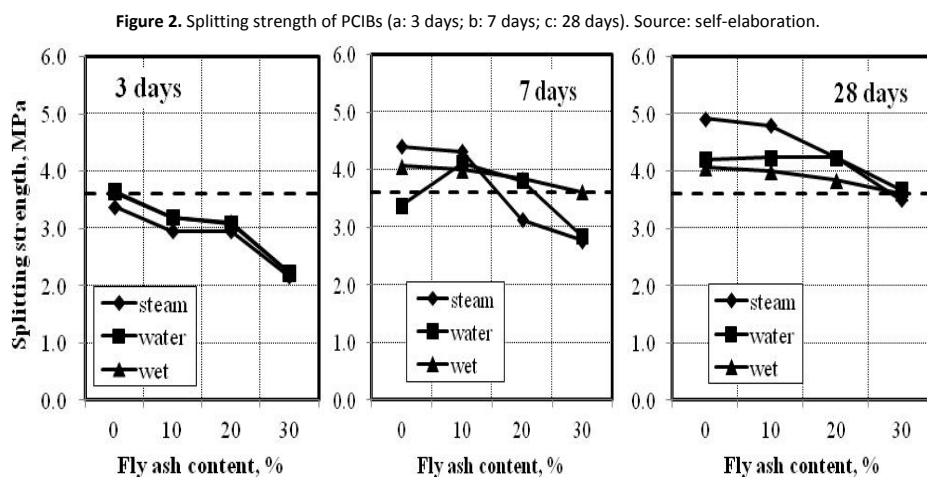 Figure 2. Splitting strength of PCIBs (a: 3 days; b: 7 days; c: 28 days). Source: self-elaboration.
Splitting strength, MPa
6.0
5.0
4.0
3.0
2.0
1.0
0.0
3 days
steam
water
wet
0 10 20 30
Fly ash content, %
6.0
5.0
4.0
3.0
2.0
1.0
0.0
7 days
steam
water
wet
0 10 20 30
Fly ash content, %
6.0
5.0
4.0
3.0
2.0
1.0
0.0
28 days
steam
water
wet
0 10 20 30
Fly ash content, %